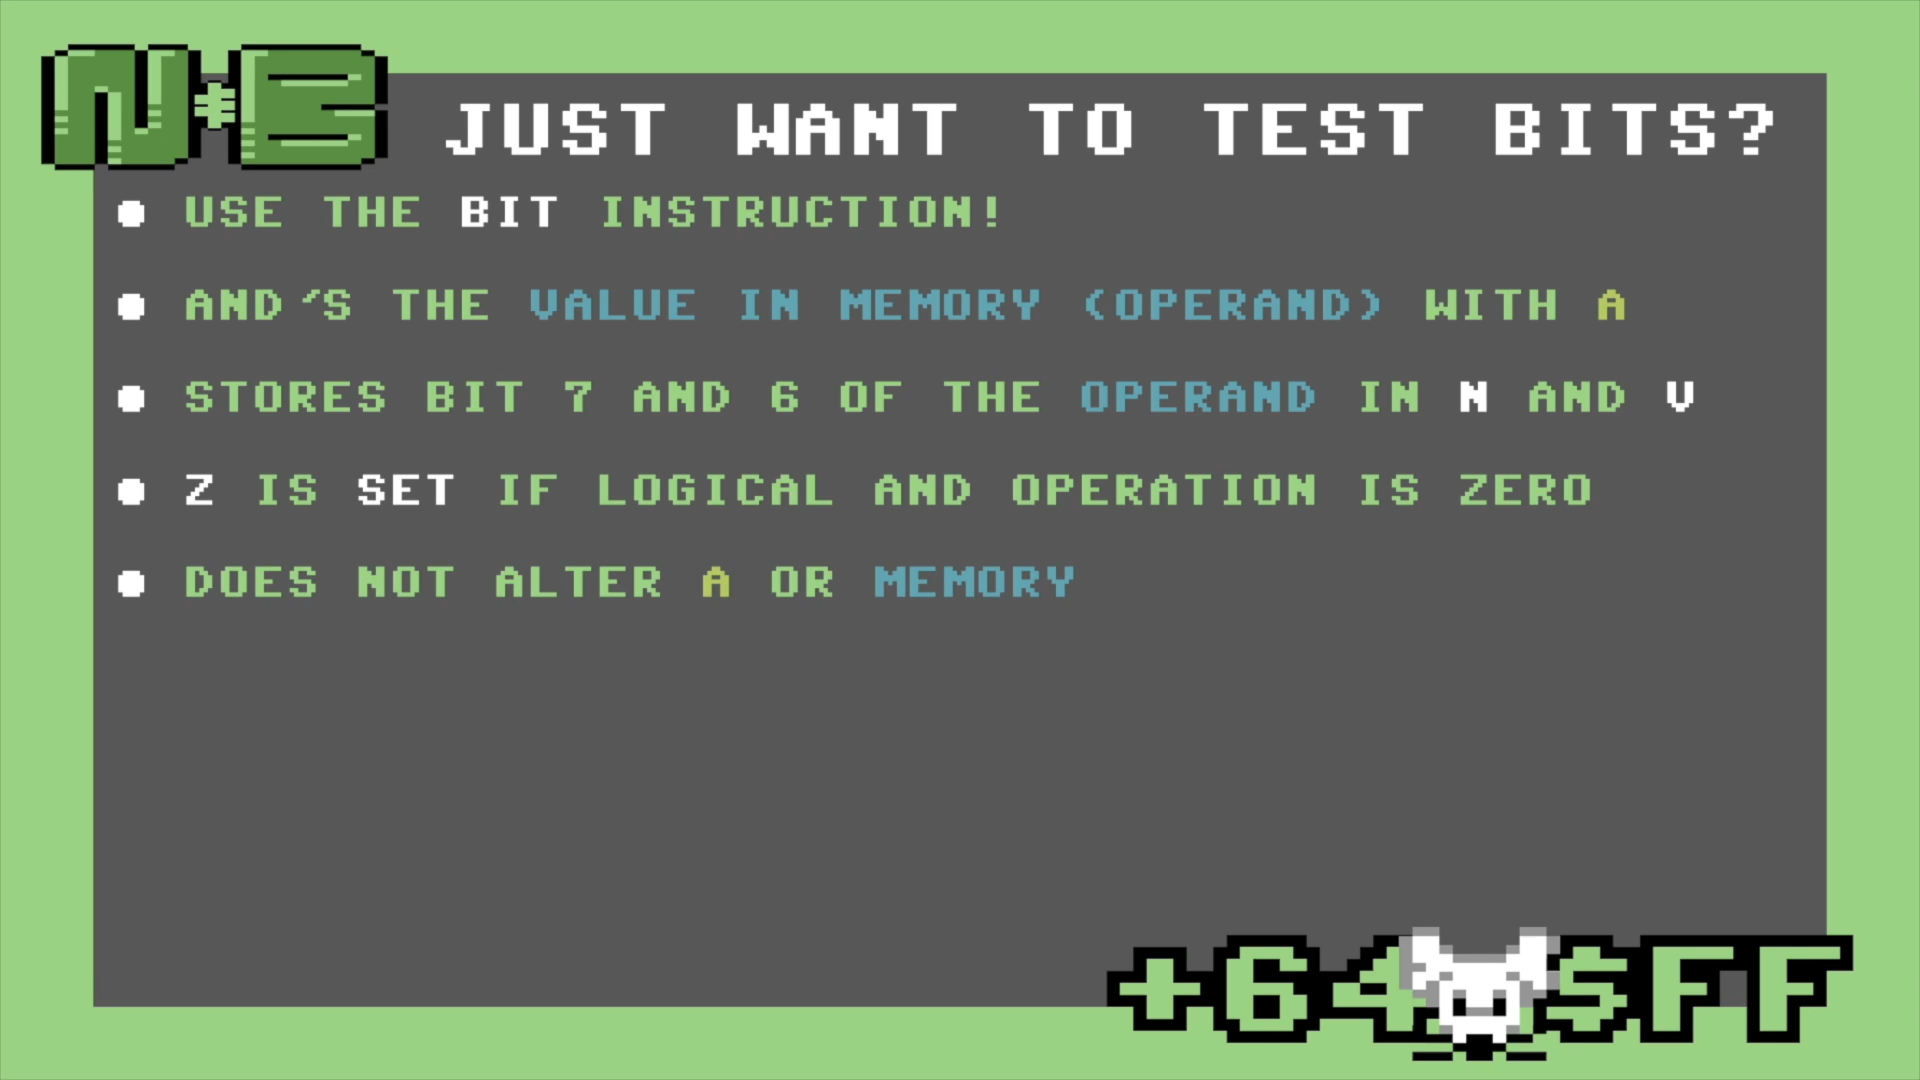 N*B
JUST WANT TO TEST BITS?
● USE THE BIT INSTRUCTION!
● AND'S THE VALUE IN MEMORY (OPERAND) WITH A
● STORES BIT 7 AND 6 OF THE OPERAND IN N AND V
● Z IS SET IF LOGICAL AND OPERATION IS ZERO
● DOES NOT ALTER A OR MEMORY
+64 $FF